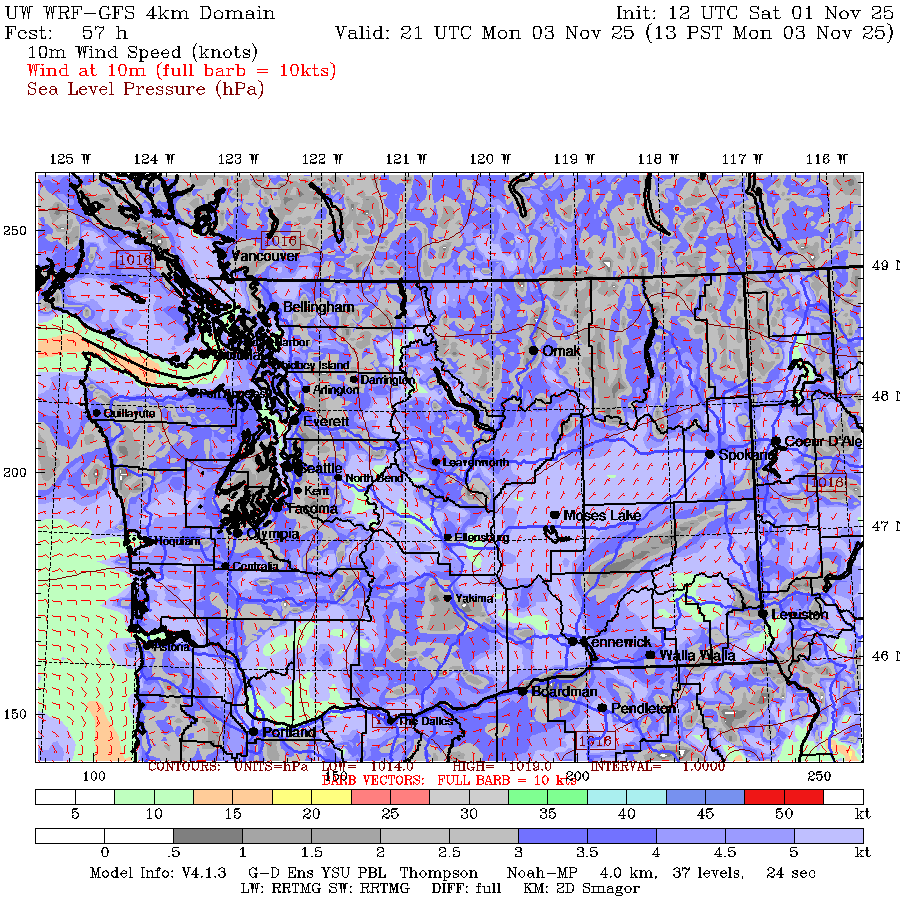 UW WRF-GFS 4km Domain Init: 12 UTC Sat 01 Nov 25
Fcst: 57 h Valid: 21 UTC Mon 03 Nov 25 (13 PST Mon 03 Nov 25)
10m Wind Speed (knots)
Wind at 10m (full barb = 10kts)
Sea Level Pressure (hPa)
125 W 124 W 123 W 122 W 121 W 120 W 119 W 118 W 117 W 116 W
250
1016
1016
Vancouver
49 N
Bellingham
Harbor
Omak
Island
Darrington
Arlington
48 N
Quillayute
Everett
Coeur D'Ale
Spokane
Leavenworth
200
Seattle
North Bend
1016
Kent
Tacoma
Moses Lake
47 N
Olympia
Hoquiam
Ellensburg
Centralia
Yakima
Lewiston
Kennewick
Astoria
Walla Walla
46 N
Boardman
Pendleton
150
The Dalles
Portland
1016
CONTOURS: UNITS=hPa LOW= 1014.0 HIGH= 1019.0 INTERVAL= 1.0000
100 150 200 250
BARB VECTORS: FULL BARB = 10 kts
5 10 15 20 25 30 35 40 45 50 kt
0 .5 1 1.5 2 2.5 3 3.5 4 4.5 5 kt
Model Info: V4.1.3 G-D Ens YSU PBL Thompson Noah-MP 4.0 km, 37 levels, 24 sec
LW: RRTMG SW: RRTMG DIFF: full KM: 2D Smagor